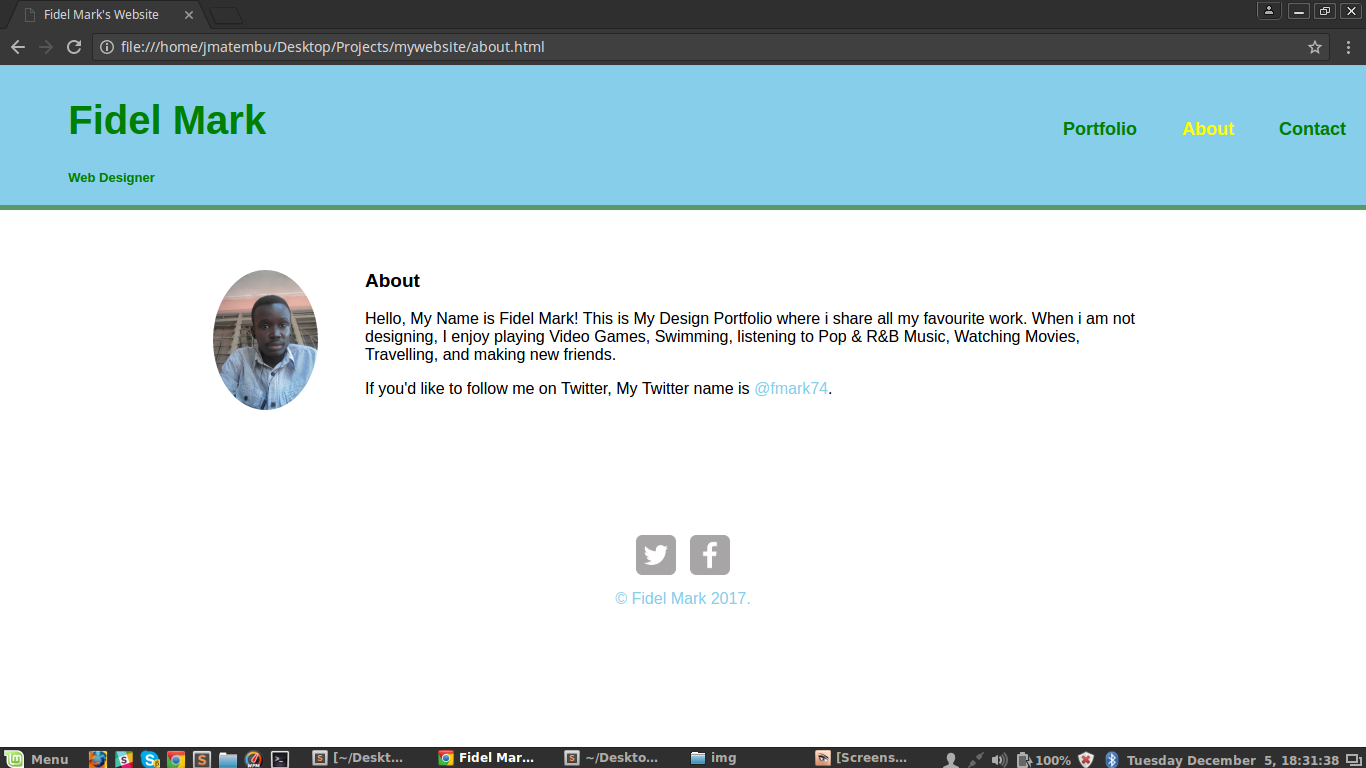 Fidel Mark's Website
file:///home/jmatembu/Desktop/Projects/mywebsite/about.html
Fidel Mark
Portfolio About Contact
Web Designer
About
Hello, My Name is Fidel Mark! This is My Design Portfolio where i share all my favourite work. When i am not
designing, I enjoy playing Video Games, Swimming, listening to Pop & R&B Music, Watching Movies,
Travelling, and making new friends.
If you'd like to follow me on Twitter, My Twitter name is @fmark74.
© Fidel Mark 2017.
Menu [~/Deskt... Fidel Mar... ~/Deskto... img [Screens... 100% Tuesday December 5, 18:31:38